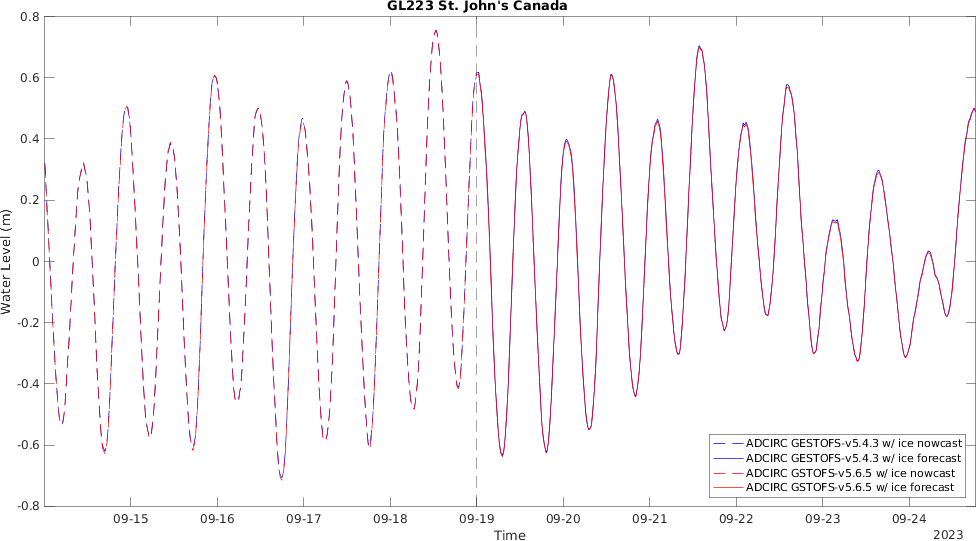 GL223 St. John's Canada
0.8
0.6
0.4
0.2
0
-0.2
-0.4
-0.6
-0.8
Water Level (m)
ADCIRC GESTOFS-v5.4.3 w/ ice nowcast
ADCIRC GESTOFS-v5.4.3 w/ ice forecast
ADCIRC GSTOFS-v5.6.5 w/ ice nowcast
ADCIRC GSTOFS-v5.6.5 w/ ice forecast
09-15 09-16 09-17 09-18 09-19 09-20 09-21 09-22 09-23 09-24
Time
2023